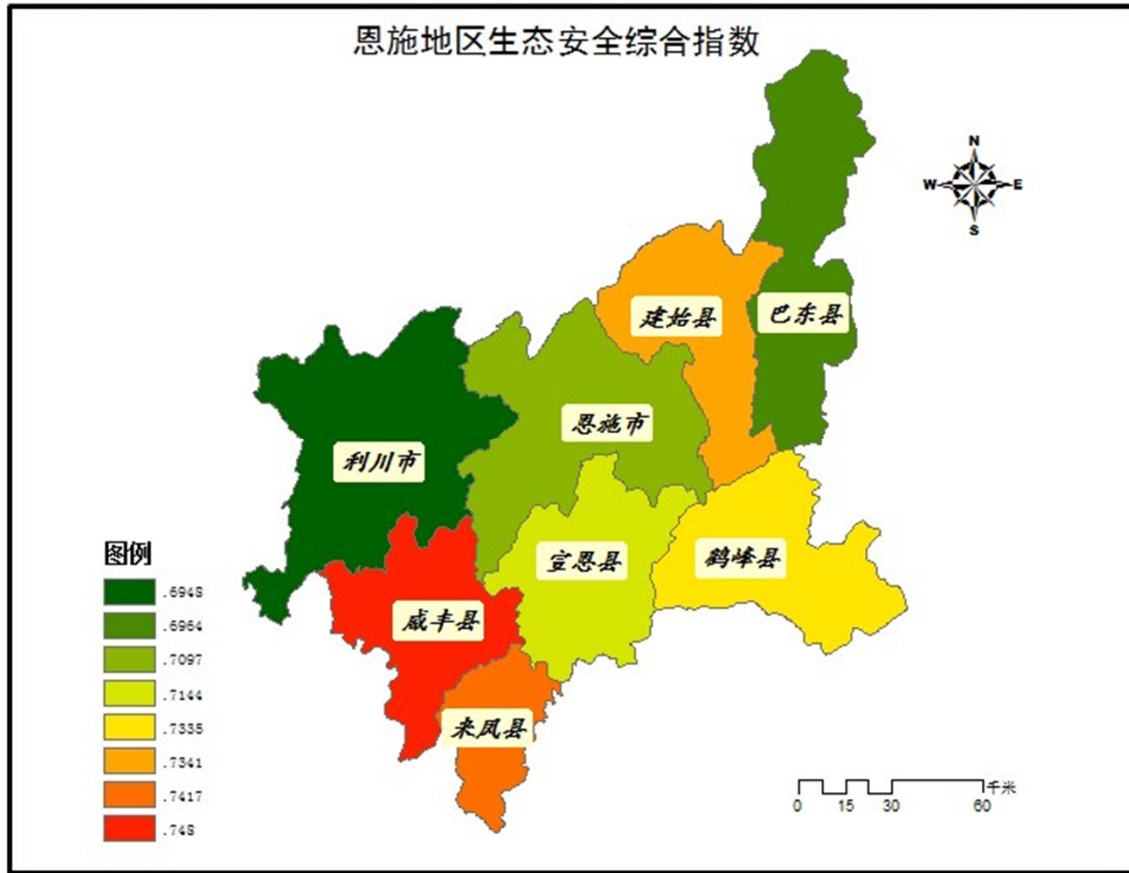 恩施地区生态安全综合指数
N
W
E
S
建始县
巴东县
恩施市
利川市
宣恩县
鹤峰县
咸丰县
来凤县
图例
.6948
.6964
.7097
.7144
.7335
.7341
.7417
.748
千米
0 15 30 60